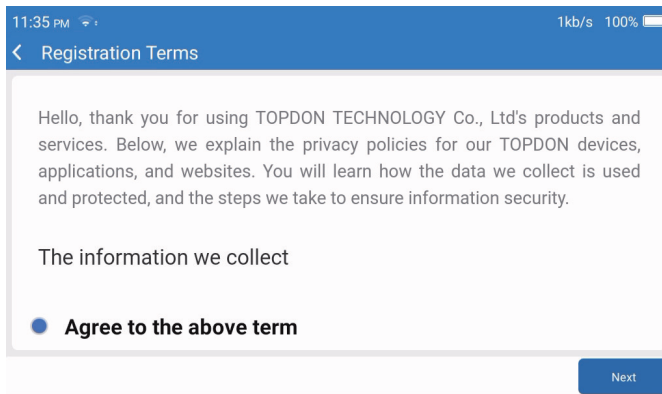 11:35 PM 1kb/s 100%
Registration Terms
Hello, thank you for using TOPDON TECHNOLOGY Co., Ltd's products and
services. Below, we explain the privacy policies for our TOPDON devices,
applications, and websites. You will learn how the data we collect is used
and protected, and the steps we take to ensure information security.
The information we collect
Agree to the above term
Next